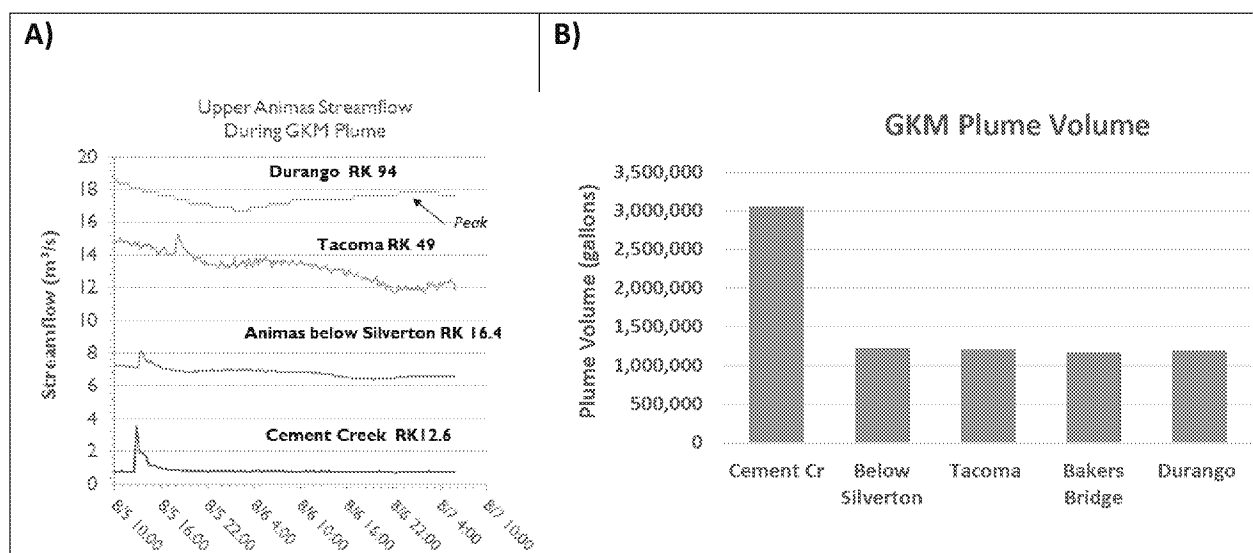 A)
B)
Upper Animas Streamflow
During GKM Plume
Streamflow (m³/s)
20
18
16
14
12
10
8
6
4
2
0
Durango RK 94
Peak
Tacoma RK 49
Animas below Silverton RK 16.4
Cement Creek RK12.6
8/5 10:00
8/5 16:00
8/5 22:00
8/6 4:00
8/6 10:00
8/6 16:00
8/6 22:00
8/7 4:00
8/7 10:00
GKM Plume Volume
Plume Volume (gallons)
3,500,000
3,000,000
2,500,000
2,000,000
1,500,000
1,000,000
500,000
0
Cement Cr
Below
Silverton
Tacoma
Bakers
Bridge
Durango